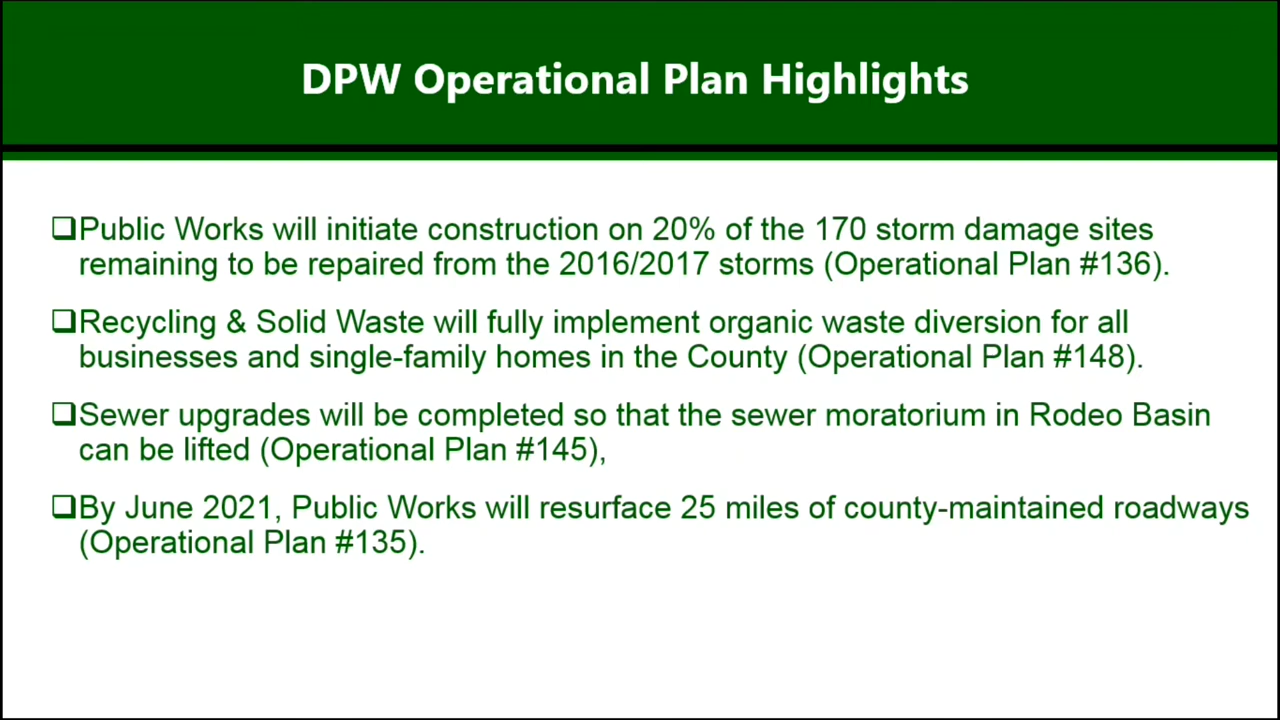 DPW Operational Plan Highlights
❑Public Works will initiate construction on 20% of the 170 storm damage sites
remaining to be repaired from the 2016/2017 storms (Operational Plan #136).
❑Recycling & Solid Waste will fully implement organic waste diversion for all
businesses and single-family homes in the County (Operational Plan #148).
❑Sewer upgrades will be completed so that the sewer moratorium in Rodeo Basin
can be lifted (Operational Plan #145),
❑By June 2021, Public Works will resurface 25 miles of county-maintained roadways
(Operational Plan #135).